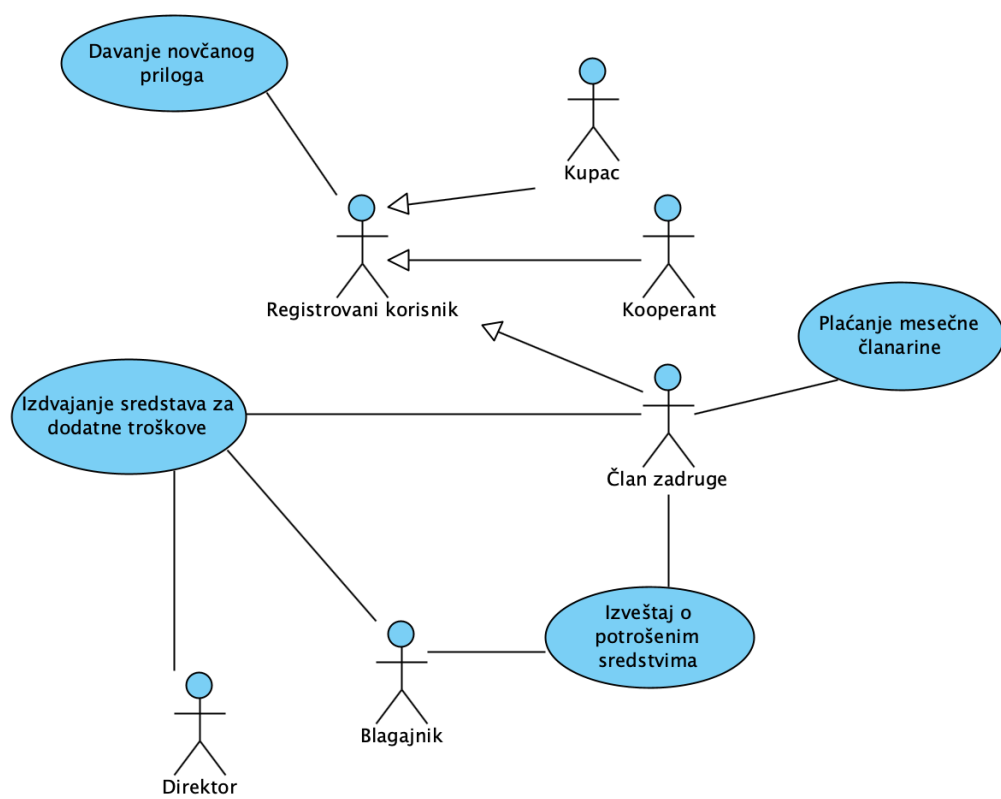 Davanje novčanog
priloga
Kupac
Registrovani korisnik
Kooperant
Plaćanje mesečne
članarine
Izdvajanje sredstava za
dodatne troškove
Član zadruge
Izveštaj o
potrošenim
sredstvima
Blagajnik
Direktor